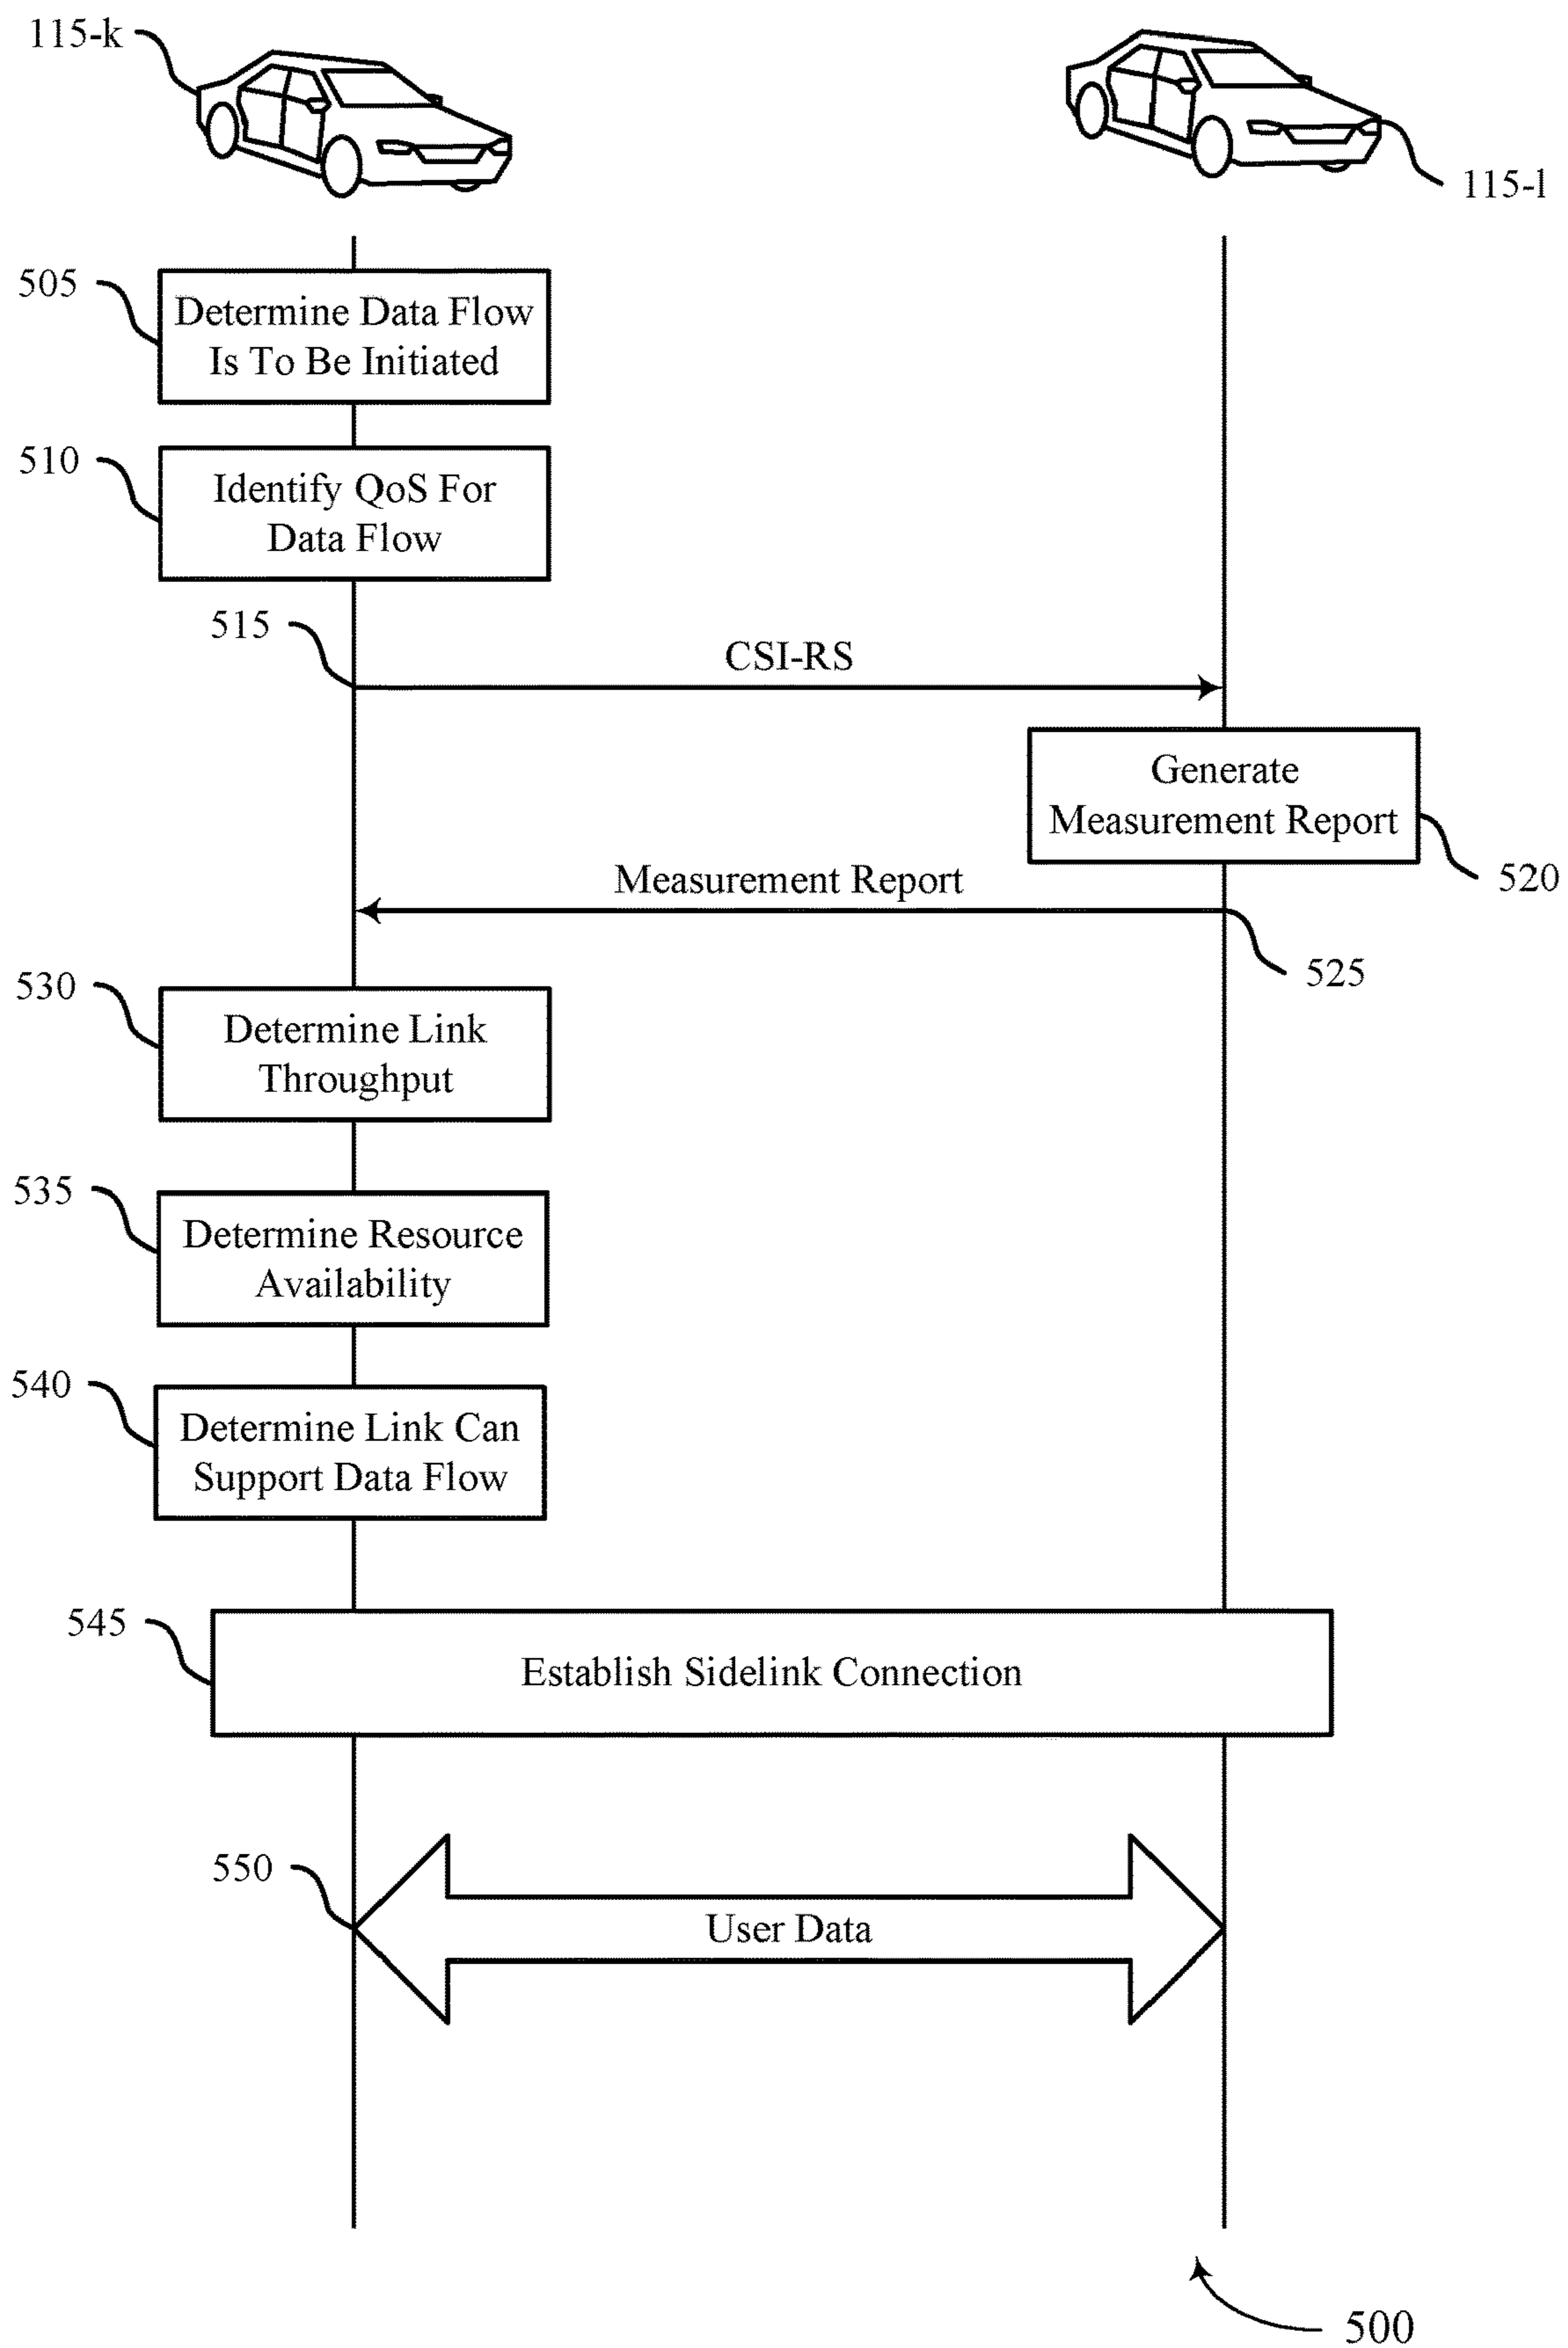 115-k
115-l
505
Determine Data Flow
Is To Be Initiated
510
Identify QoS For
Data Flow
515
CSI-RS
Generate
Measurement Report
520
Measurement Report
525
530
Determine Link
Throughput
535
Determine Resource
Availability
540
Determine Link Can
Support Data Flow
545
Establish Sidelink Connection
550
User Data
500